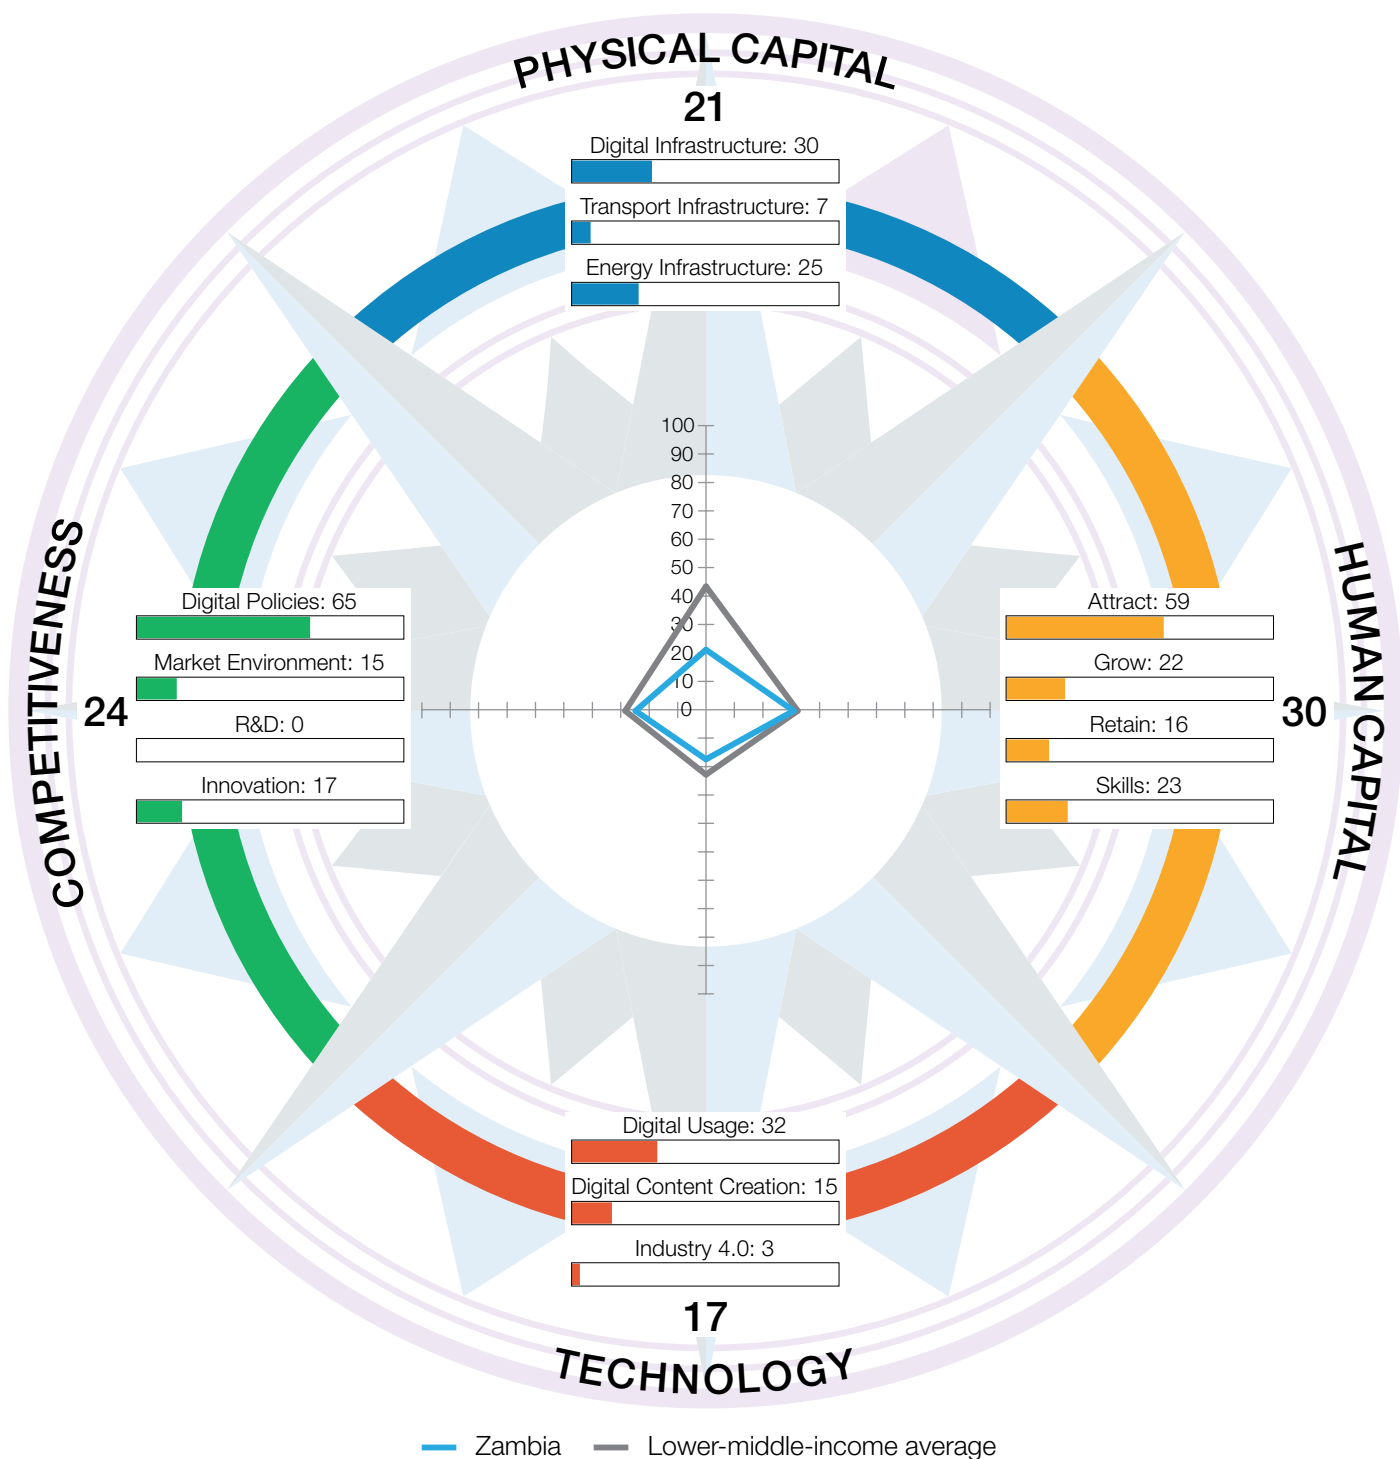 PHYSICAL CAPITAL
21
Digital Infrastructure: 30
Transport Infrastructure: 7
Energy Infrastructure: 25
100
90
80
70
60
50
40
30
20
10
0
COMPETITIVENESS
24
Digital Policies: 65
Market Environment: 15
R&D: 0
Innovation: 17
HUMAN CAPITAL
30
Attract: 59
Grow: 22
Retain: 16
Skills: 23
Digital Usage: 32
Digital Content Creation: 15
Industry 4.0: 3
17
TECHNOLOGY
Zambia
Lower-middle-income average